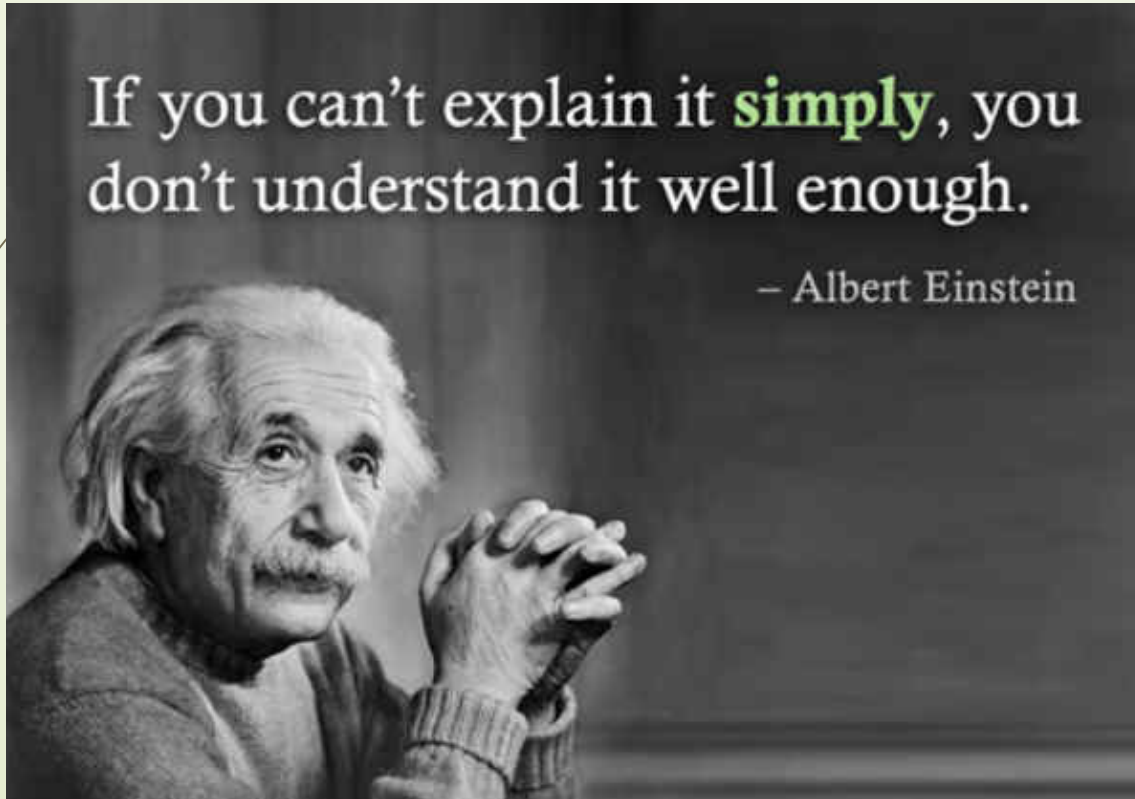 If you can’t explain it simply, you
don’t understand it well enough.
– Albert Einstein